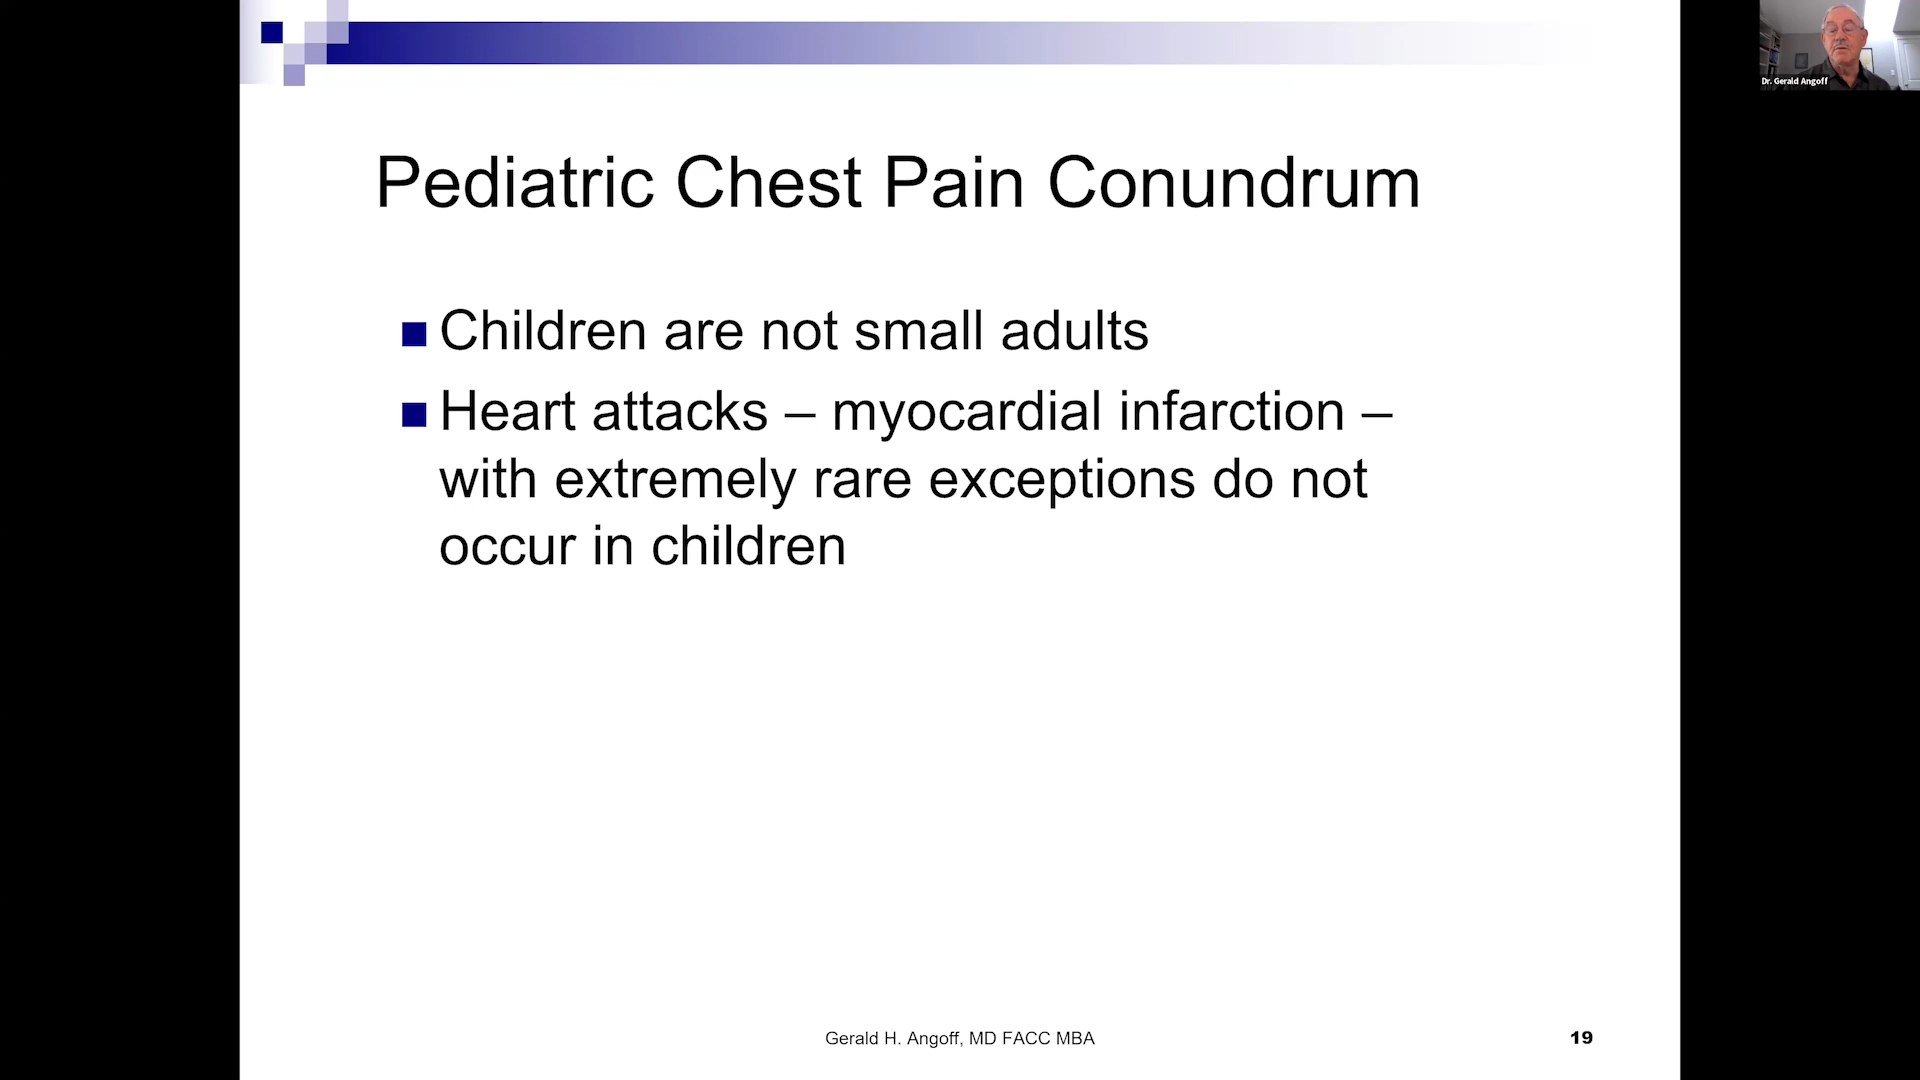 Dr. Gerald Angoff
Pediatric Chest Pain Conundrum
Children are not small adults
Heart attacks – myocardial infarction –
with extremely rare exceptions do not
occur in children
Gerald H. Angoff, MD FACC MBA
19